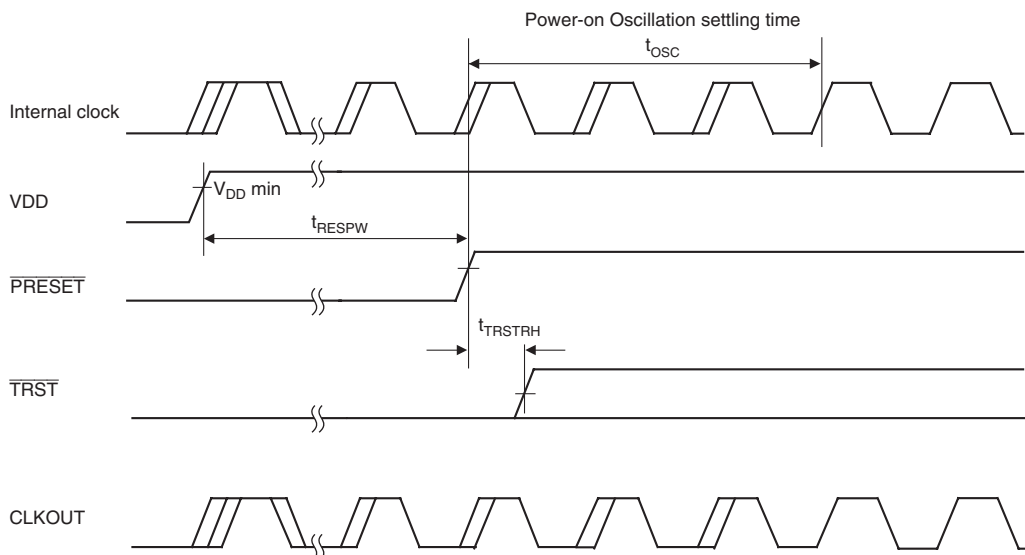 Power-on Oscillation settling time
tOSC
Internal clock
VDD
VDD min
tRESPW
PRESET
tTRSTRH
TRST
CLKOUT